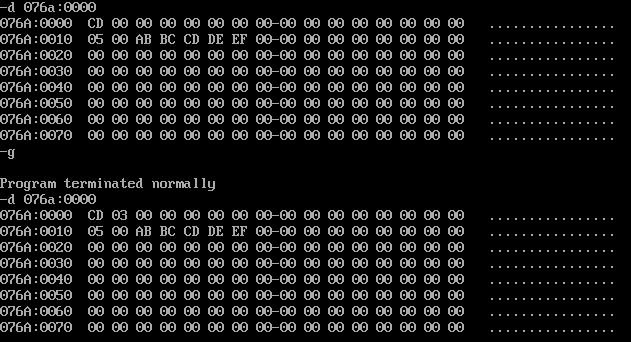 -d 076a:0000
076A:0000  CD 00 00 00 00 00 00 00-00 00 00 00 00 00 00 00   ................
076A:0010  05 00 AB BC CD DE EF 00-00 00 00 00 00 00 00 00   ................
076A:0020  00 00 00 00 00 00 00 00-00 00 00 00 00 00 00 00   ................
076A:0030  00 00 00 00 00 00 00 00-00 00 00 00 00 00 00 00   ................
076A:0040  00 00 00 00 00 00 00 00-00 00 00 00 00 00 00 00   ................
076A:0050  00 00 00 00 00 00 00 00-00 00 00 00 00 00 00 00   ................
076A:0060  00 00 00 00 00 00 00 00-00 00 00 00 00 00 00 00   ................
076A:0070  00 00 00 00 00 00 00 00-00 00 00 00 00 00 00 00   ................
-g
Program terminated normally
-d 076a:0000
076A:0000  CD 03 00 00 00 00 00 00-00 00 00 00 00 00 00 00   ................
076A:0010  05 00 AB BC CD DE EF 00-00 00 00 00 00 00 00 00   ................
076A:0020  00 00 00 00 00 00 00 00-00 00 00 00 00 00 00 00   ................
076A:0030  00 00 00 00 00 00 00 00-00 00 00 00 00 00 00 00   ................
076A:0040  00 00 00 00 00 00 00 00-00 00 00 00 00 00 00 00   ................
076A:0050  00 00 00 00 00 00 00 00-00 00 00 00 00 00 00 00   ................
076A:0060  00 00 00 00 00 00 00 00-00 00 00 00 00 00 00 00   ................
076A:0070  00 00 00 00 00 00 00 00-00 00 00 00 00 00 00 00   ................